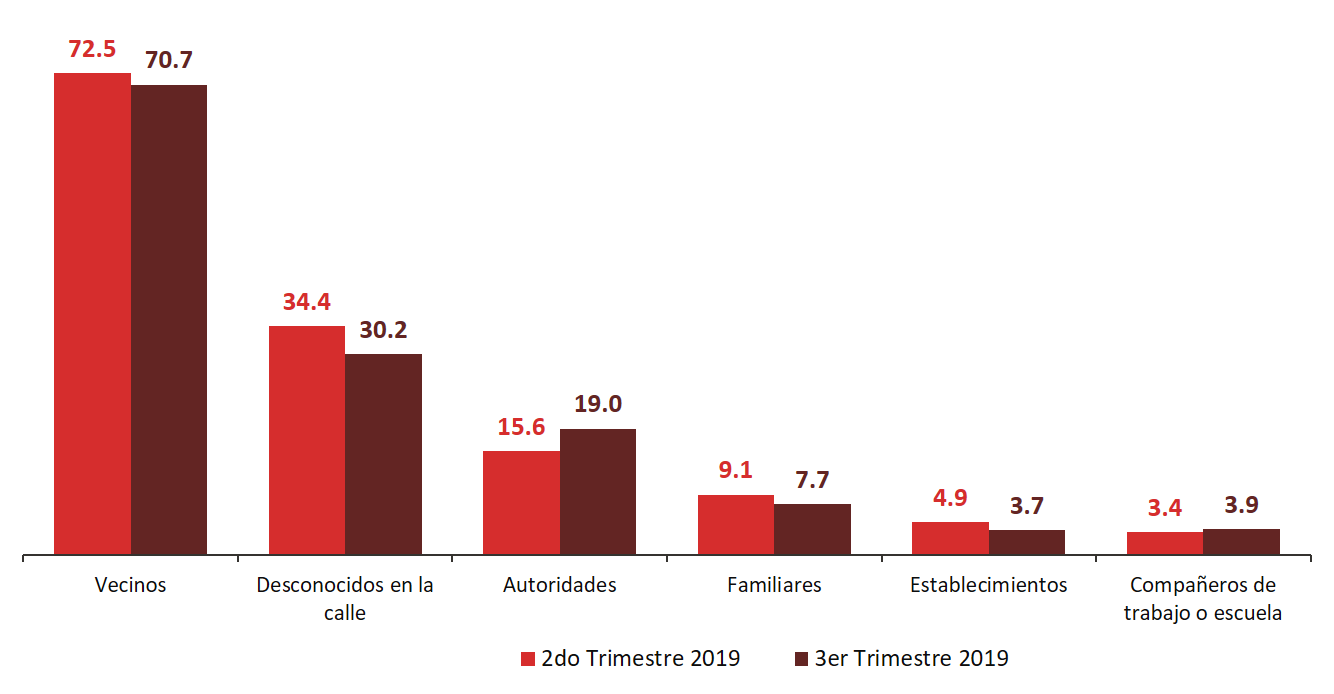 72.5
70.7
34.4
30.2
15.6
19.0
9.1
7.7
4.9
3.7
3.4
3.9
Vecinos
Desconocidos en la
calle
Autoridades
Familiares
Establecimientos
Compañeros de
trabajo o escuela
2do Trimestre 2019
3er Trimestre 2019